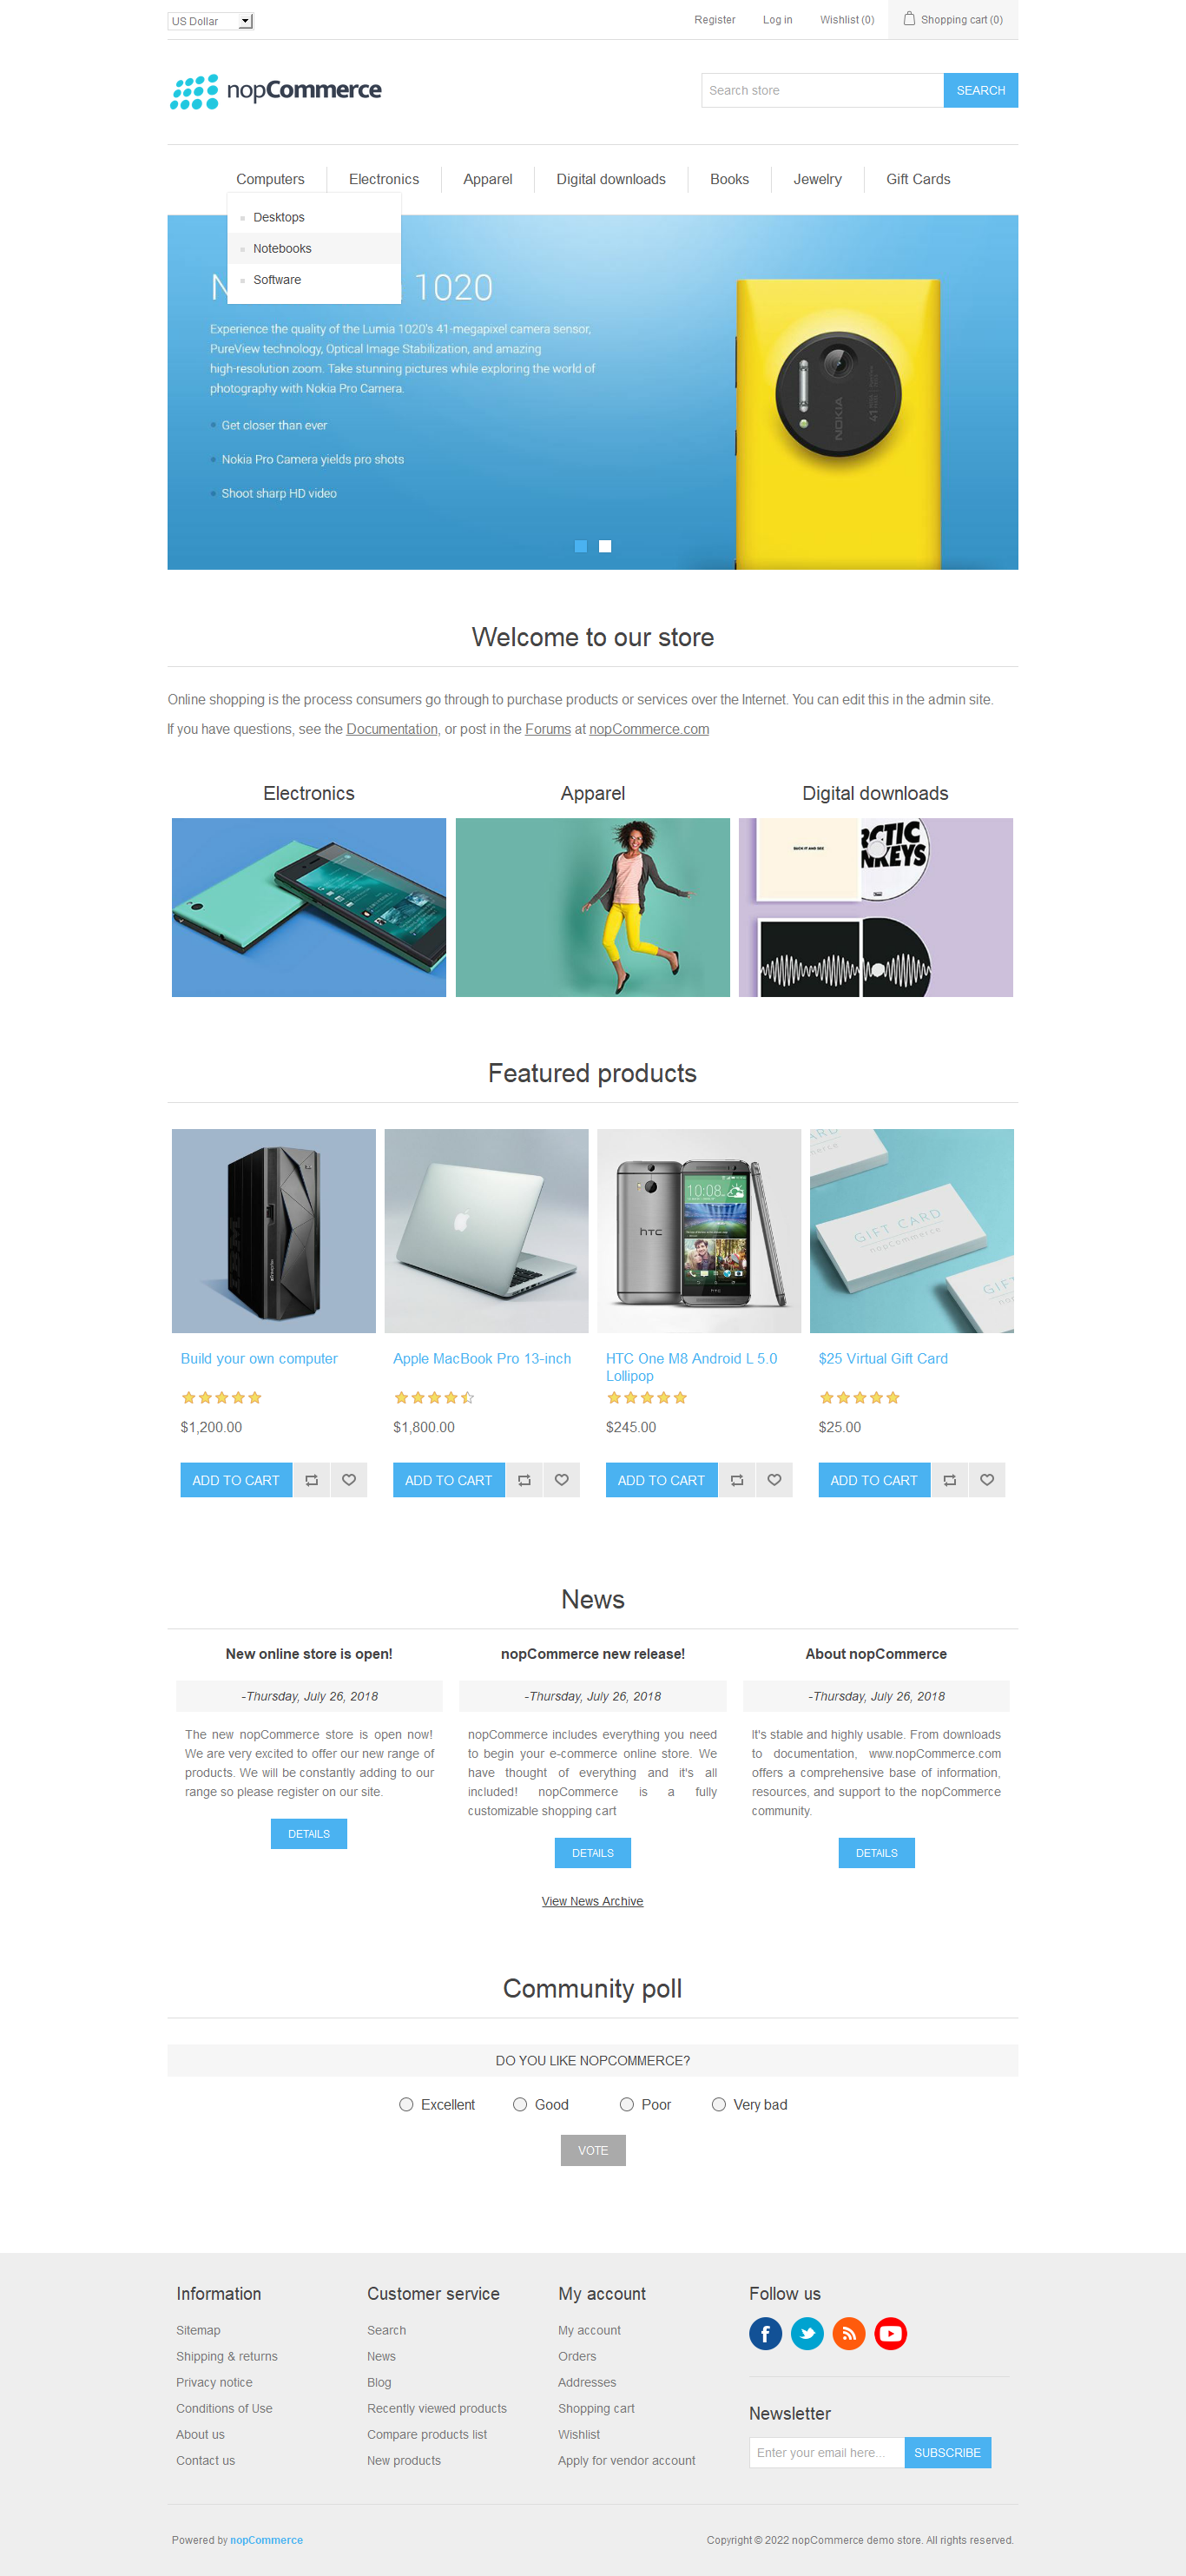 US Dollar
Register
Log in
Wishlist (0)
Shopping cart (0)
nopCommerce
Search store
SEARCH
Computers
Electronics
Apparel
Digital downloads
Books
Jewelry
Gift Cards
Desktops
Notebooks
Software
N 1020
Experience the quality of the Lumia 1020's 41-megapixel camera sensor,
PureView technology, Optical Image Stabilization, and amazing
high-resolution zoom. Take stunning pictures while exploring the world of
photography with Nokia Pro Camera.
Get closer than ever
Nokia Pro Camera yields pro shots
Shoot sharp HD video
NOKIA
41
Welcome to our store
Online shopping is the process consumers go through to purchase products or services over the Internet. You can edit this in the admin site.
If you have questions, see the Documentation, or post in the Forums at nopCommerce.com
Electronics
Apparel
Digital downloads
SUCK IT AND SEE
RCTIC
NKEYS
Featured products
10:08
hTC
hTC
GIFT CARD
nopCommerce
Build your own computer
Apple MacBook Pro 13-inch
HTC One M8 Android L 5.0
Lollipop
$25 Virtual Gift Card
$1,200.00
$1,800.00
$245.00
$25.00
ADD TO CART
ADD TO CART
ADD TO CART
ADD TO CART
News
New online store is open!
-Thursday, July 26, 2018
The new nopCommerce store is open now!
We are very excited to offer our new range of
products. We will be constantly adding to our
range so please register on our site.
DETAILS
nopCommerce new release!
-Thursday, July 26, 2018
nopCommerce includes everything you need
to begin your e-commerce online store. We
have thought of everything and it's all
included! nopCommerce is a fully
customizable shopping cart
DETAILS
About nopCommerce
-Thursday, July 26, 2018
It's stable and highly usable. From downloads
to documentation, www.nopCommerce.com
offers a comprehensive base of information,
resources, and support to the nopCommerce
community.
DETAILS
View News Archive
Community poll
DO YOU LIKE NOPCOMMERCE?
Excellent
Good
Poor
Very bad
VOTE
Information
Sitemap
Shipping & returns
Privacy notice
Conditions of Use
About us
Contact us
Customer service
Search
News
Blog
Recently viewed products
Compare products list
New products
My account
My account
Orders
Addresses
Shopping cart
Wishlist
Apply for vendor account
Follow us
Newsletter
Enter your email here...
SUBSCRIBE
Powered by nopCommerce
Copyright © 2022 nopCommerce demo store. All rights reserved.